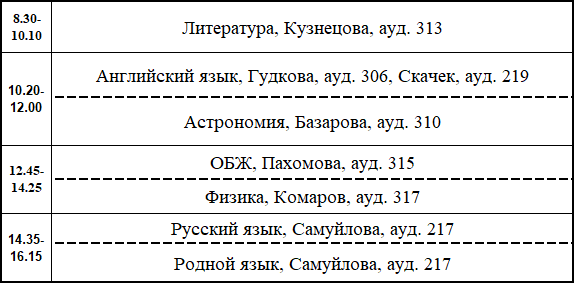 8.30-
10.10
Литература, Кузнецова, ауд. 313
10.20-
12.00
Английский язык, Гудкова, ауд. 306, Скачек, ауд. 219
Астрономия, Базарова, ауд. 310
12.45-
14.25
ОБЖ, Пахомова, ауд. 315
Физика, Комаров, ауд. 317
14.35-
16.15
Русский язык, Самуйлова, ауд. 217
Родной язык, Самуйлова, ауд. 217